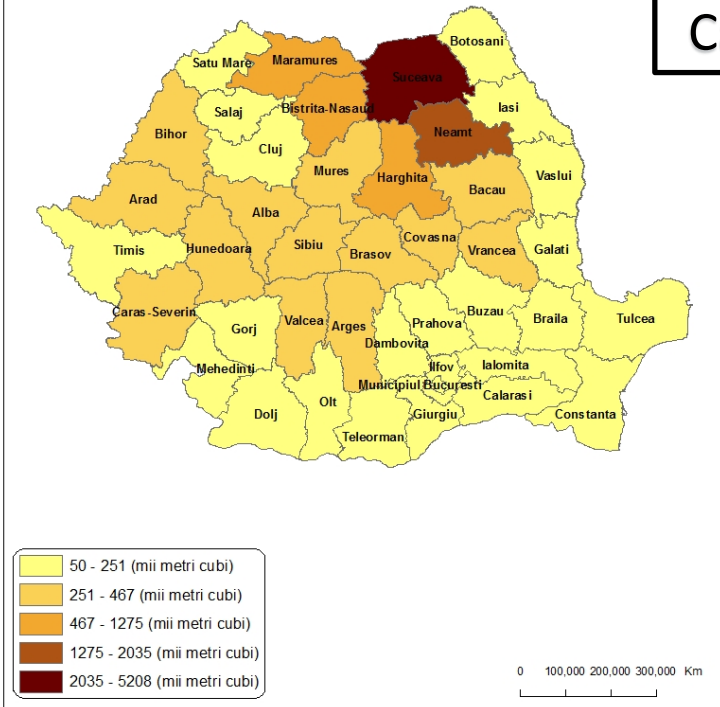 C
Botosani
Satu Mare
Maramures
Suceava
Iasi
Salaj
Bistrita-Nasaud
Neamt
Bihor
Cluj
Mures
Harghita
Vaslui
Bacau
Arad
Alba
Timis
Hunedoara
Sibiu
Brasov
Covasna
Vrancea
Galati
Caras-Severin
Gorj
Valcea
Arges
Prahova
Buzau
Braila
Tulcea
Dambovita
Mehedinti
Ilfov
Ialomita
Municipiul Bucuresti
Calarasi
Olt
Dolj
Giurgiu
Constanta
Teleorman
50 - 251 (mii metri cubi)
251 - 467 (mii metri cubi)
467 - 1275 (mii metri cubi)
1275 - 2035 (mii metri cubi)
2035 - 5208 (mii metri cubi)
0 100,000 200,000 300,000 Km